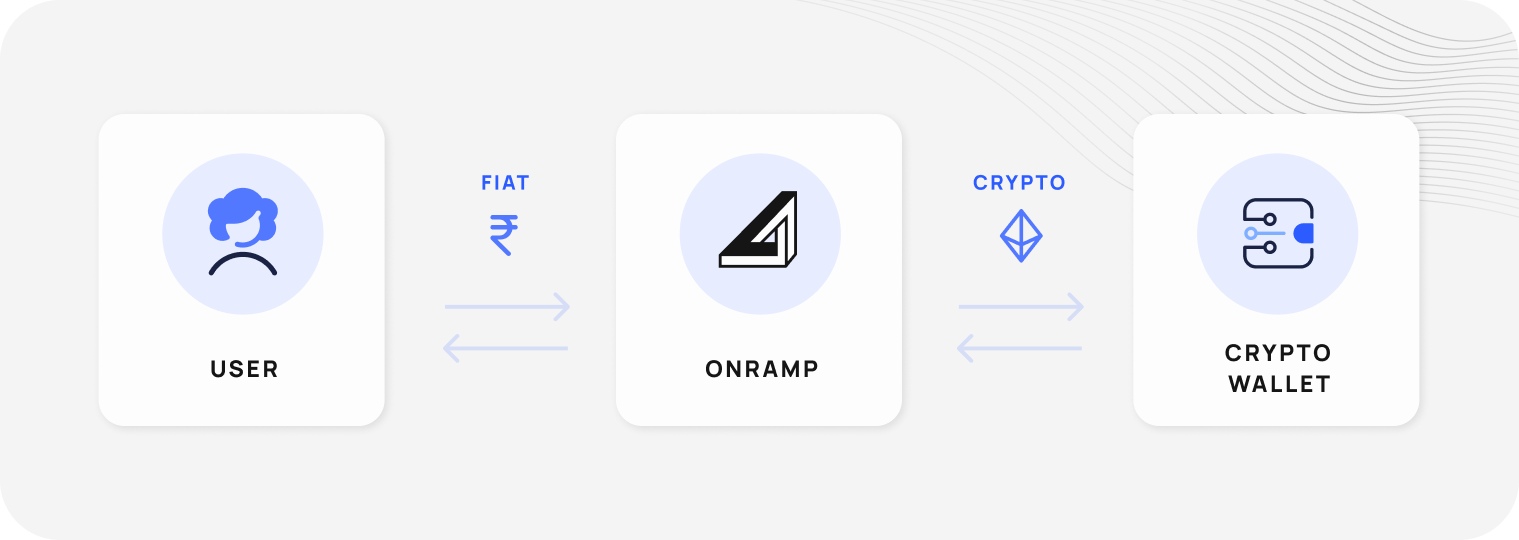 FIAT
₹
CRYPTO
USER
ONRAMP
CRYPTO
WALLET